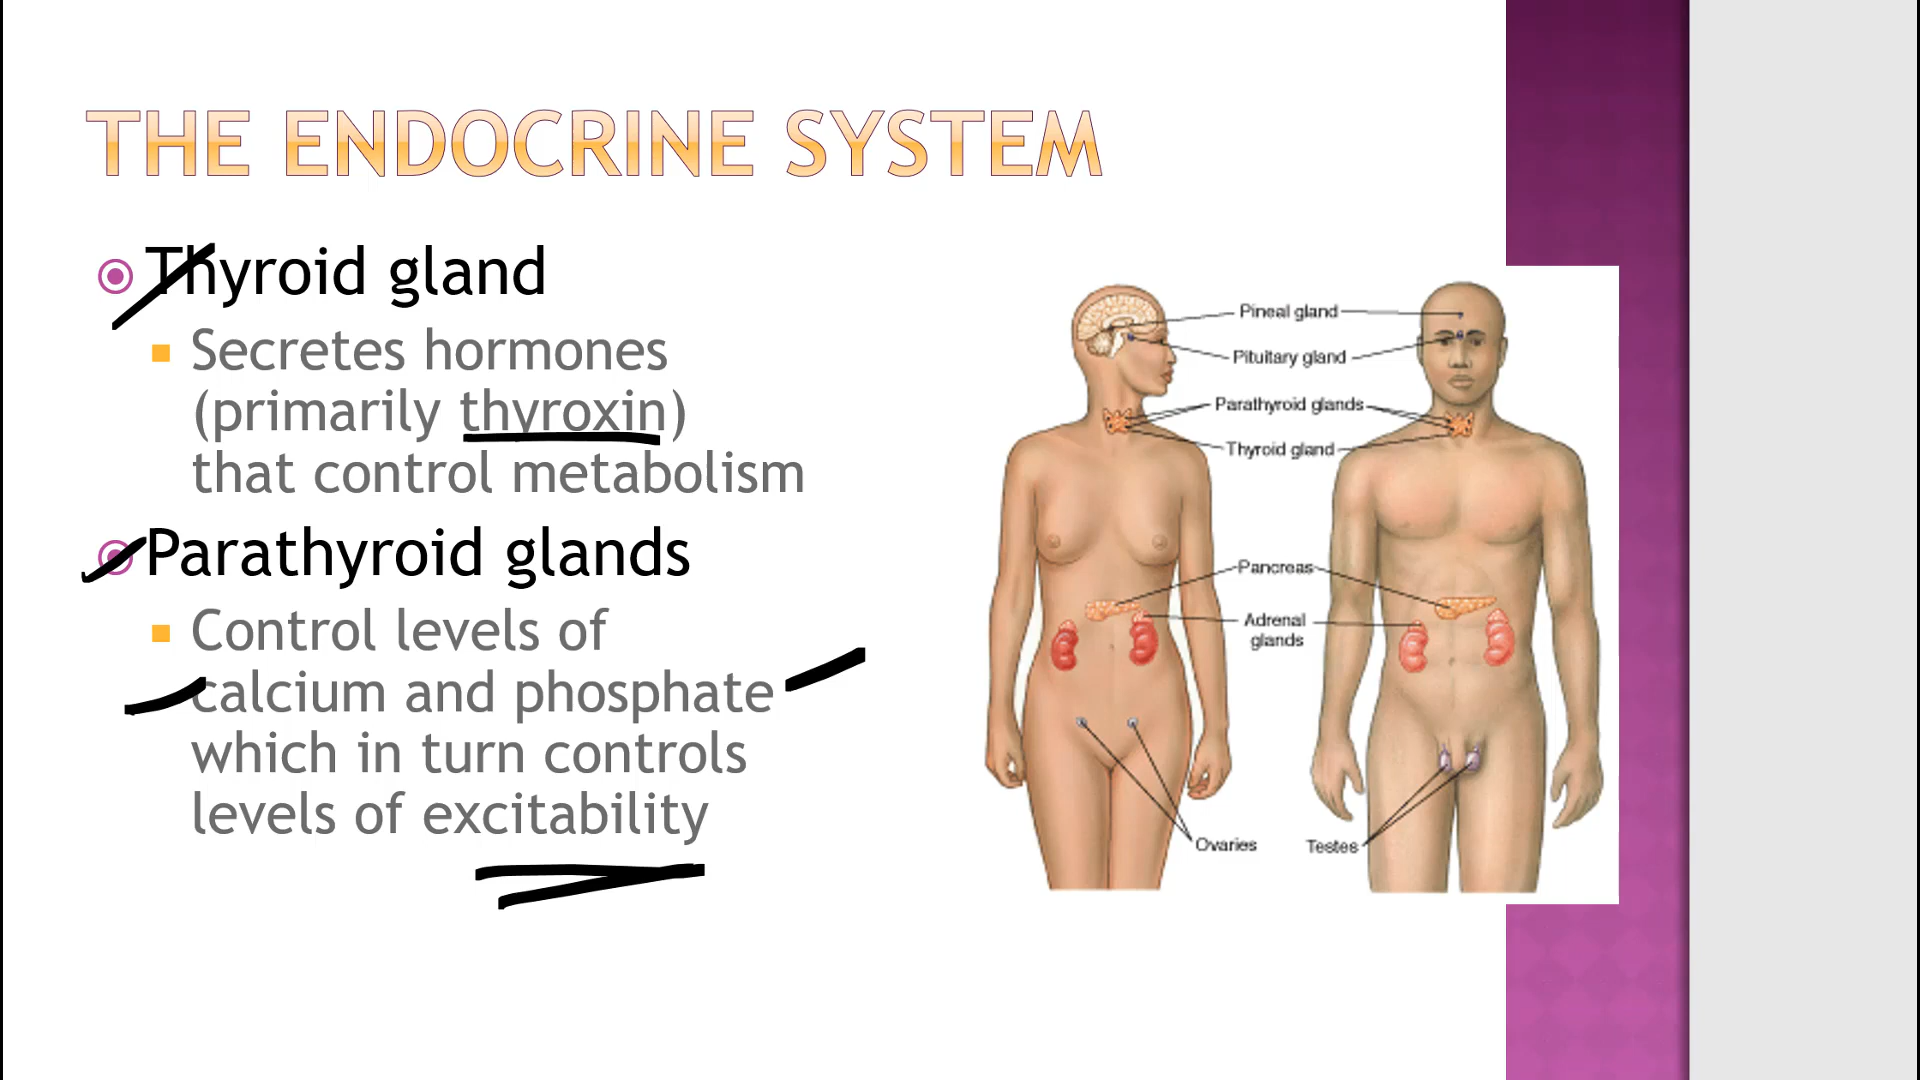 THE ENDOCRINE SYSTEM
Thyroid gland
Secretes hormones
(primarily thyroxin)
that control metabolism
Parathyroid glands
Control levels of
calcium and phosphate
which in turn controls
levels of excitability
Pineal gland
Pituitary gland
Parathyroid glands
Thyroid gland
Pancreas
Adrenal
glands
Ovaries
Testes